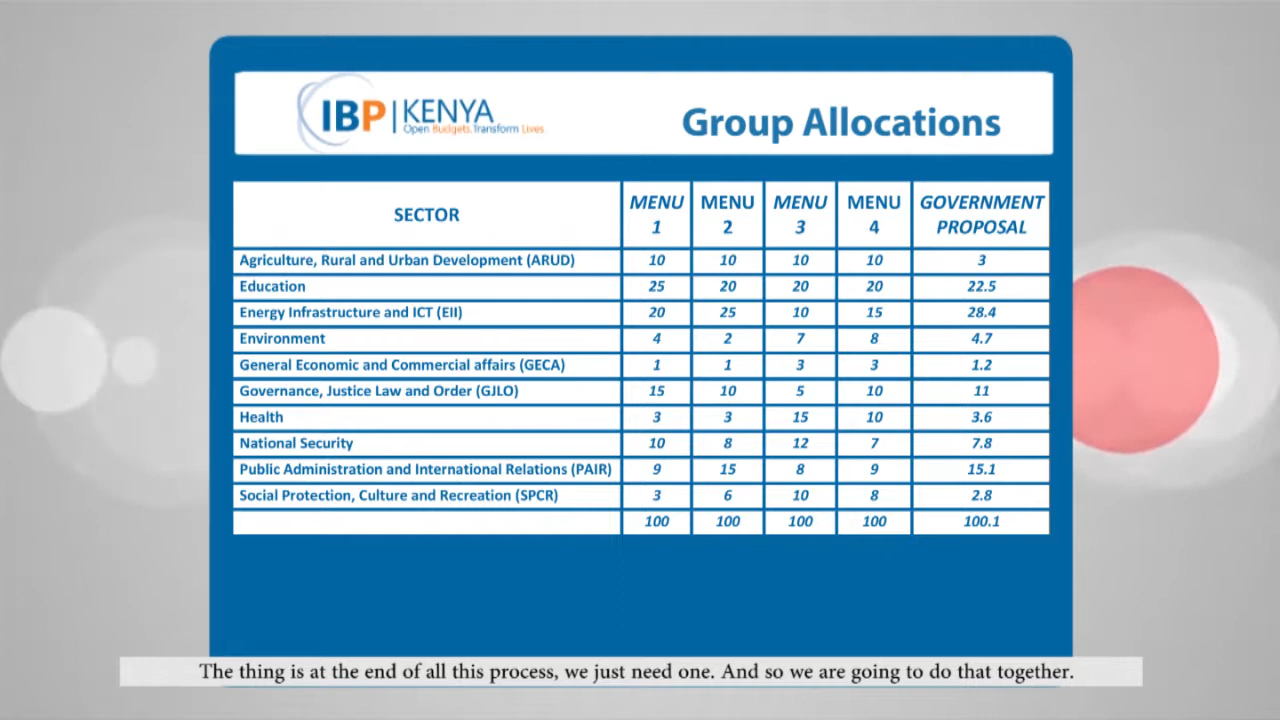 IBP | KENYA
Open Budgets. Transform Lives.
Group Allocations
SECTOR MENU 1 MENU 2 MENU 3 MENU 4 GOVERNMENT PROPOSAL
Agriculture, Rural and Urban Development (ARUD) 10 10 10 10 3
Education 25 20 20 20 22.5
Energy Infrastructure and ICT (EII) 20 25 10 15 28.4
Environment 4 2 7 8 4.7
General Economic and Commercial affairs (GECA) 1 1 3 3 1.2
Governance, Justice Law and Order (GJLO) 15 10 5 10 11
Health 3 3 15 10 3.6
National Security 10 8 12 7 7.8
Public Administration and International Relations (PAIR) 9 15 8 9 15.1
Social Protection, Culture and Recreation (SPCR) 3 6 10 8 2.8
100 100 100 100 100.1
The thing is at the end of all this process, we just need one. And so we are going to do that together.